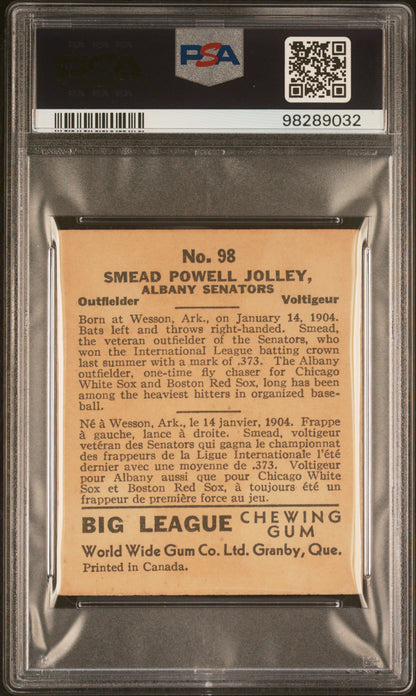 PSA
98289032
No. 98
SMEAD POWELL JOLLEY,
ALBANY SENATORS
Outfielder Voltigeur
Born at Wesson, Ark., on January 14, 1904.
Bats left and throws right-handed. Smead,
the veteran outfielder of the Senators, who
won the International League batting crown
last summer with a mark of .373. The Albany
outfielder, one-time fly chaser for Chicago
White Sox and Boston Red Sox, long has been
among the heaviest hitters in organized base-
ball.
Né à Wesson, Ark., le 14 janvier, 1904. Frappe
à gauche, lance à droite. Smead, voltigeur
vetéran des Senators qui gagna le championnat
des frappeurs de la Ligue Internationale l'été
dernier avec une moyenne de .373. Voltigeur
pour Albany aussi que pour Chicago White
Sox et Boston Red Sox, à toujours été un
frappeur de première force au jeu.
BIG LEAGUE CHEWING GUM
World Wide Gum Co. Ltd. Granby, Que.
Printed in Canada.